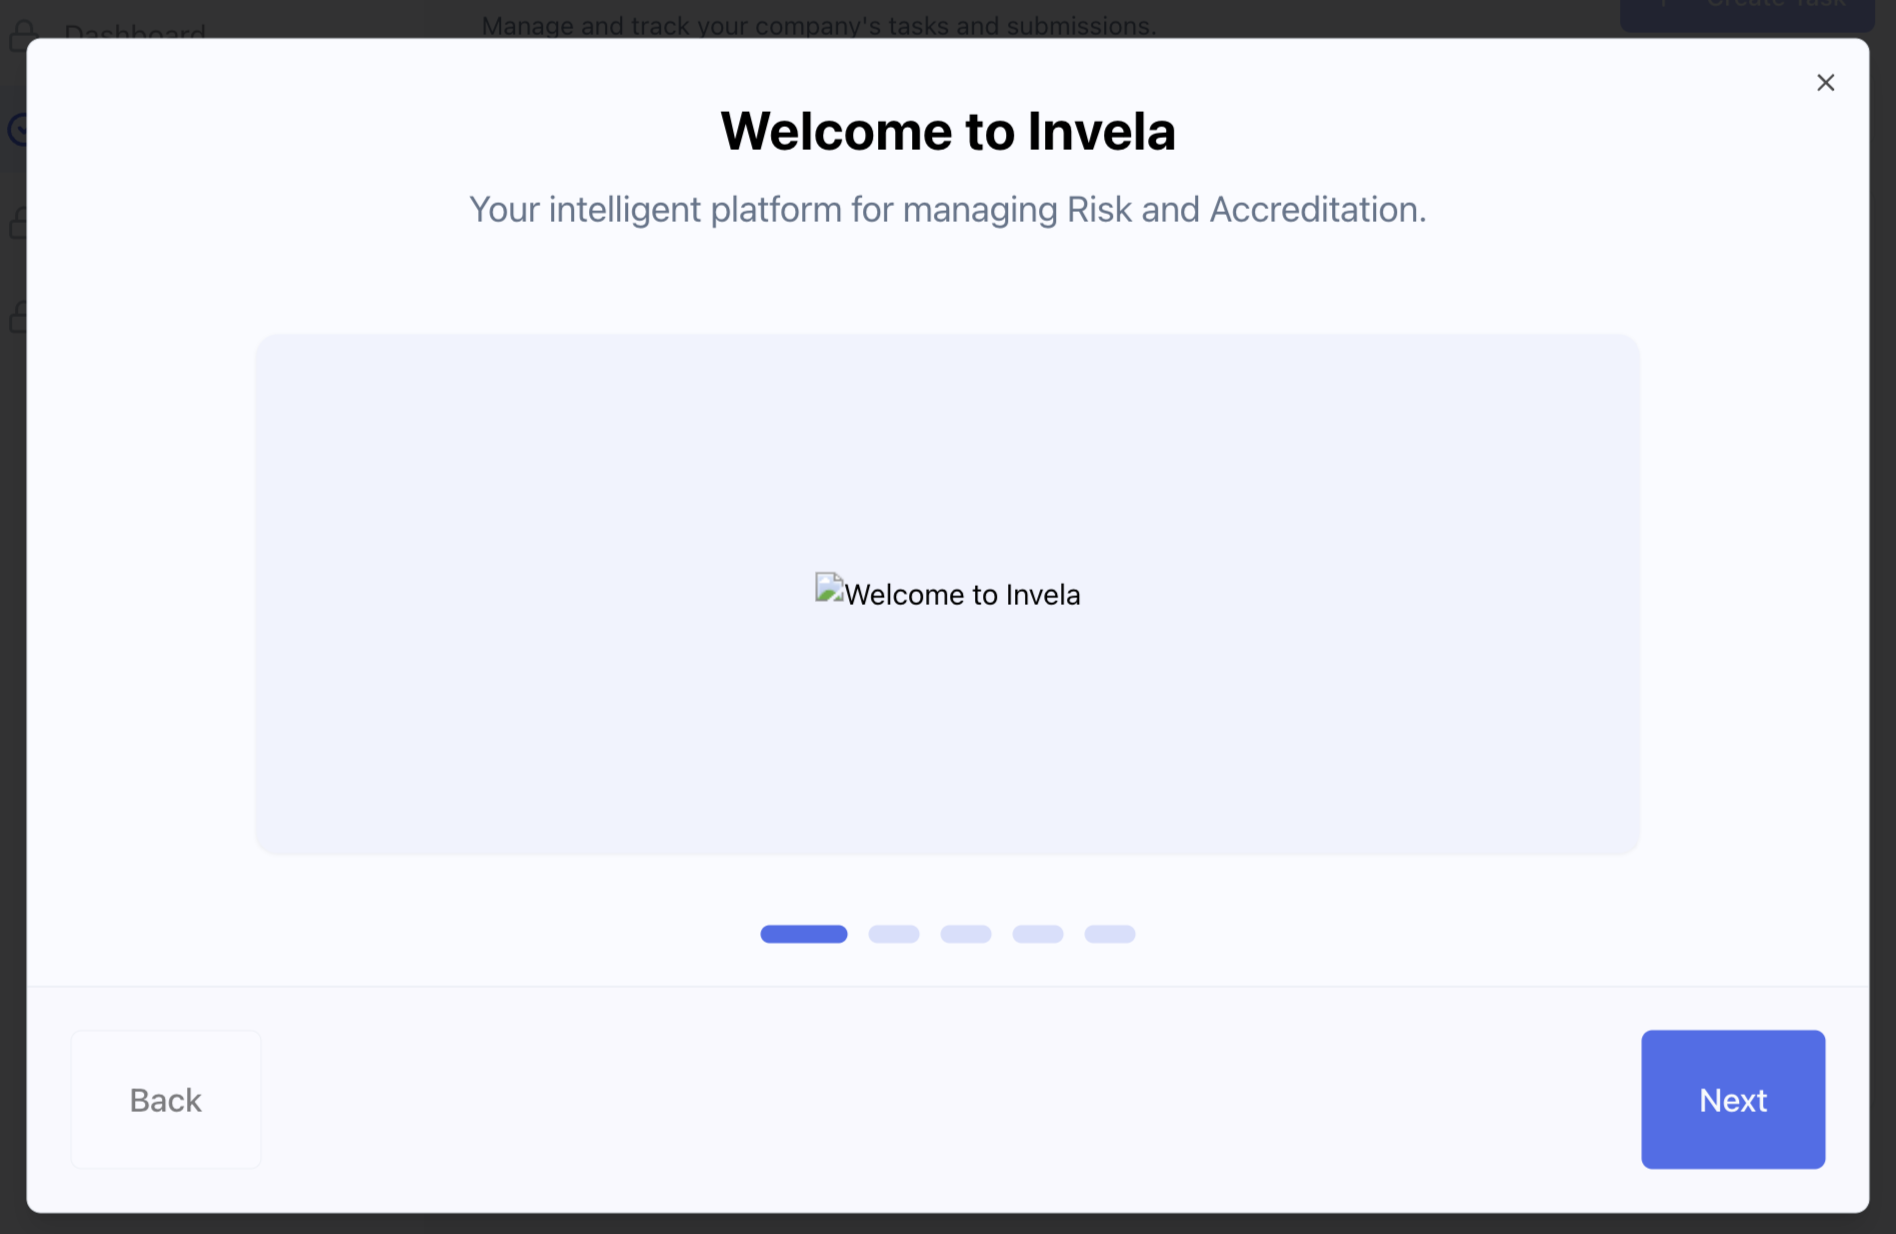 Dashboard
Manage and track your company's tasks and submissions.
Create Task
Welcome to Invela
Your intelligent platform for managing Risk and Accreditation.
Welcome to Invela
Back
Next